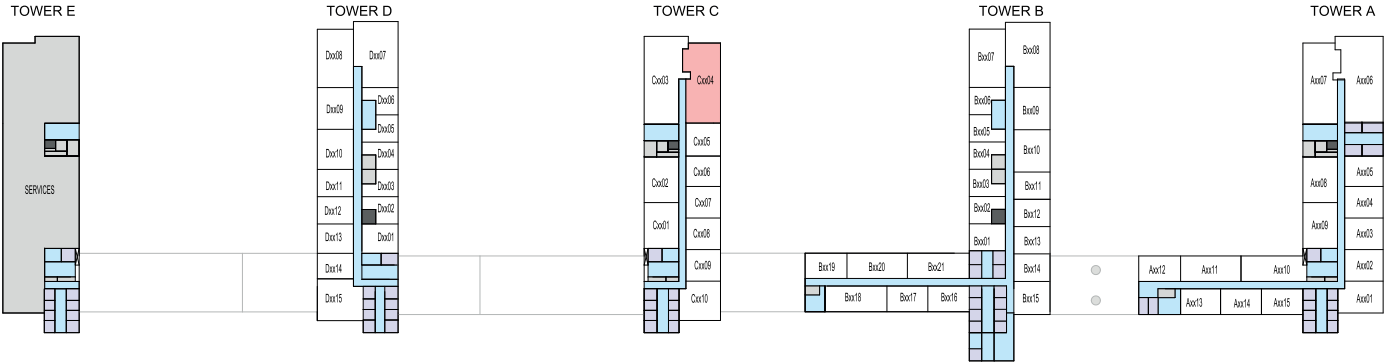 TOWER E
TOWER D
TOWER C
TOWER B
TOWER A
SERVICES
Dxx08
Dxx07
Dxx09
Dxx06
Dxx05
Dxx10
Dxx04
Dxx11
Dxx03
Dxx12
Dxx02
Dxx13
Dxx01
Dxx14
Dxx15
Cxx03
Cxx04
Cxx05
Cxx02
Cxx06
Cxx07
Cxx01
Cxx08
Cxx09
Cxx10
Bxx07
Bxx08
Bxx06
Bxx09
Bxx05
Bxx04
Bxx10
Bxx03
Bxx11
Bxx02
Bxx12
Bxx01
Bxx13
Bxx19
Bxx20
Bxx21
Bxx14
Bxx18
Bxx17
Bxx16
Bxx15
Axx07
Axx06
Axx08
Axx05
Axx04
Axx09
Axx03
Axx12
Axx11
Axx10
Axx02
Axx13
Axx14
Axx15
Axx01